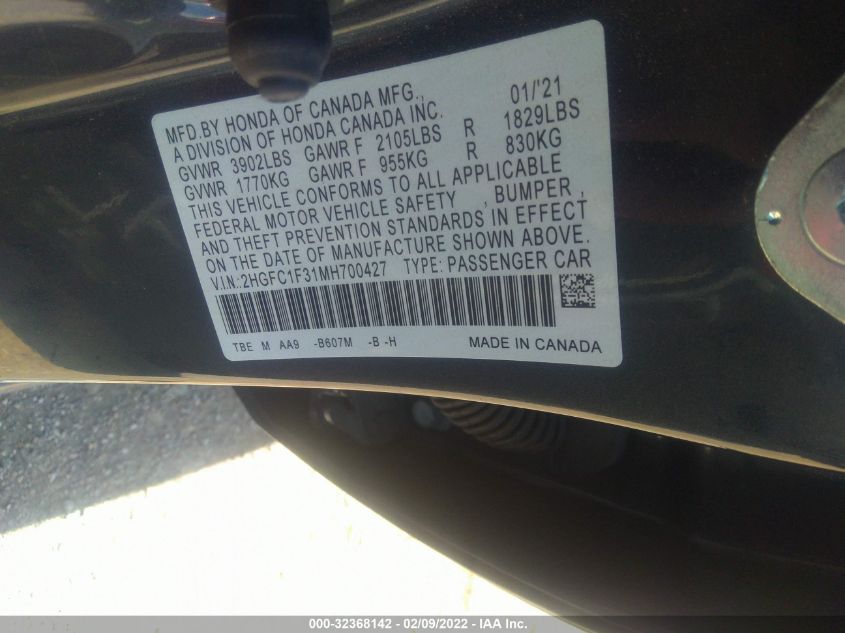 MFD.BY HONDA OF CANADA MFG., 01/'21
A DIVISION OF HONDA CANADA INC.
GVWR 3902LBS GAWR F 2105LBS R 1829LBS
GVWR 1770KG GAWR F 955KG R 830KG
THIS VEHICLE CONFORMS TO ALL APPLICABLE
FEDERAL MOTOR VEHICLE SAFETY , BUMPER ,
AND THEFT PREVENTION STANDARDS IN EFFECT
ON THE DATE OF MANUFACTURE SHOWN ABOVE.
V.I.N.:2HGFC1F31MH700427 TYPE: PASSENGER CAR
TBE M AA9 -B607M -B -H MADE IN CANADA
000-32368142 - 02/09/2022 - IAA Inc.